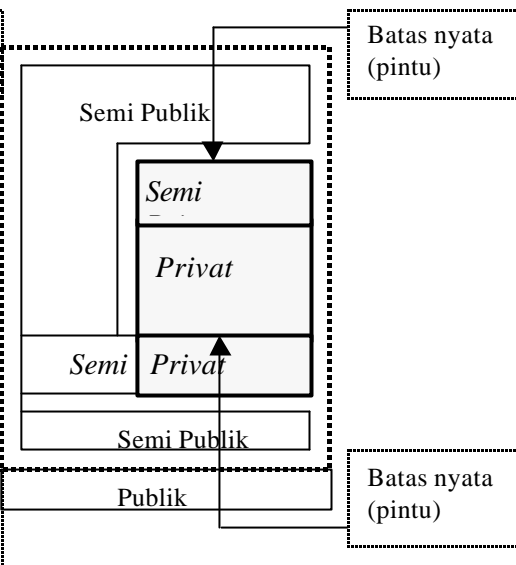 Batas nyata
(pintu)
Semi Publik
Semi
Privat
Semi Privat
Semi Publik
Publik
Batas nyata
(pintu)